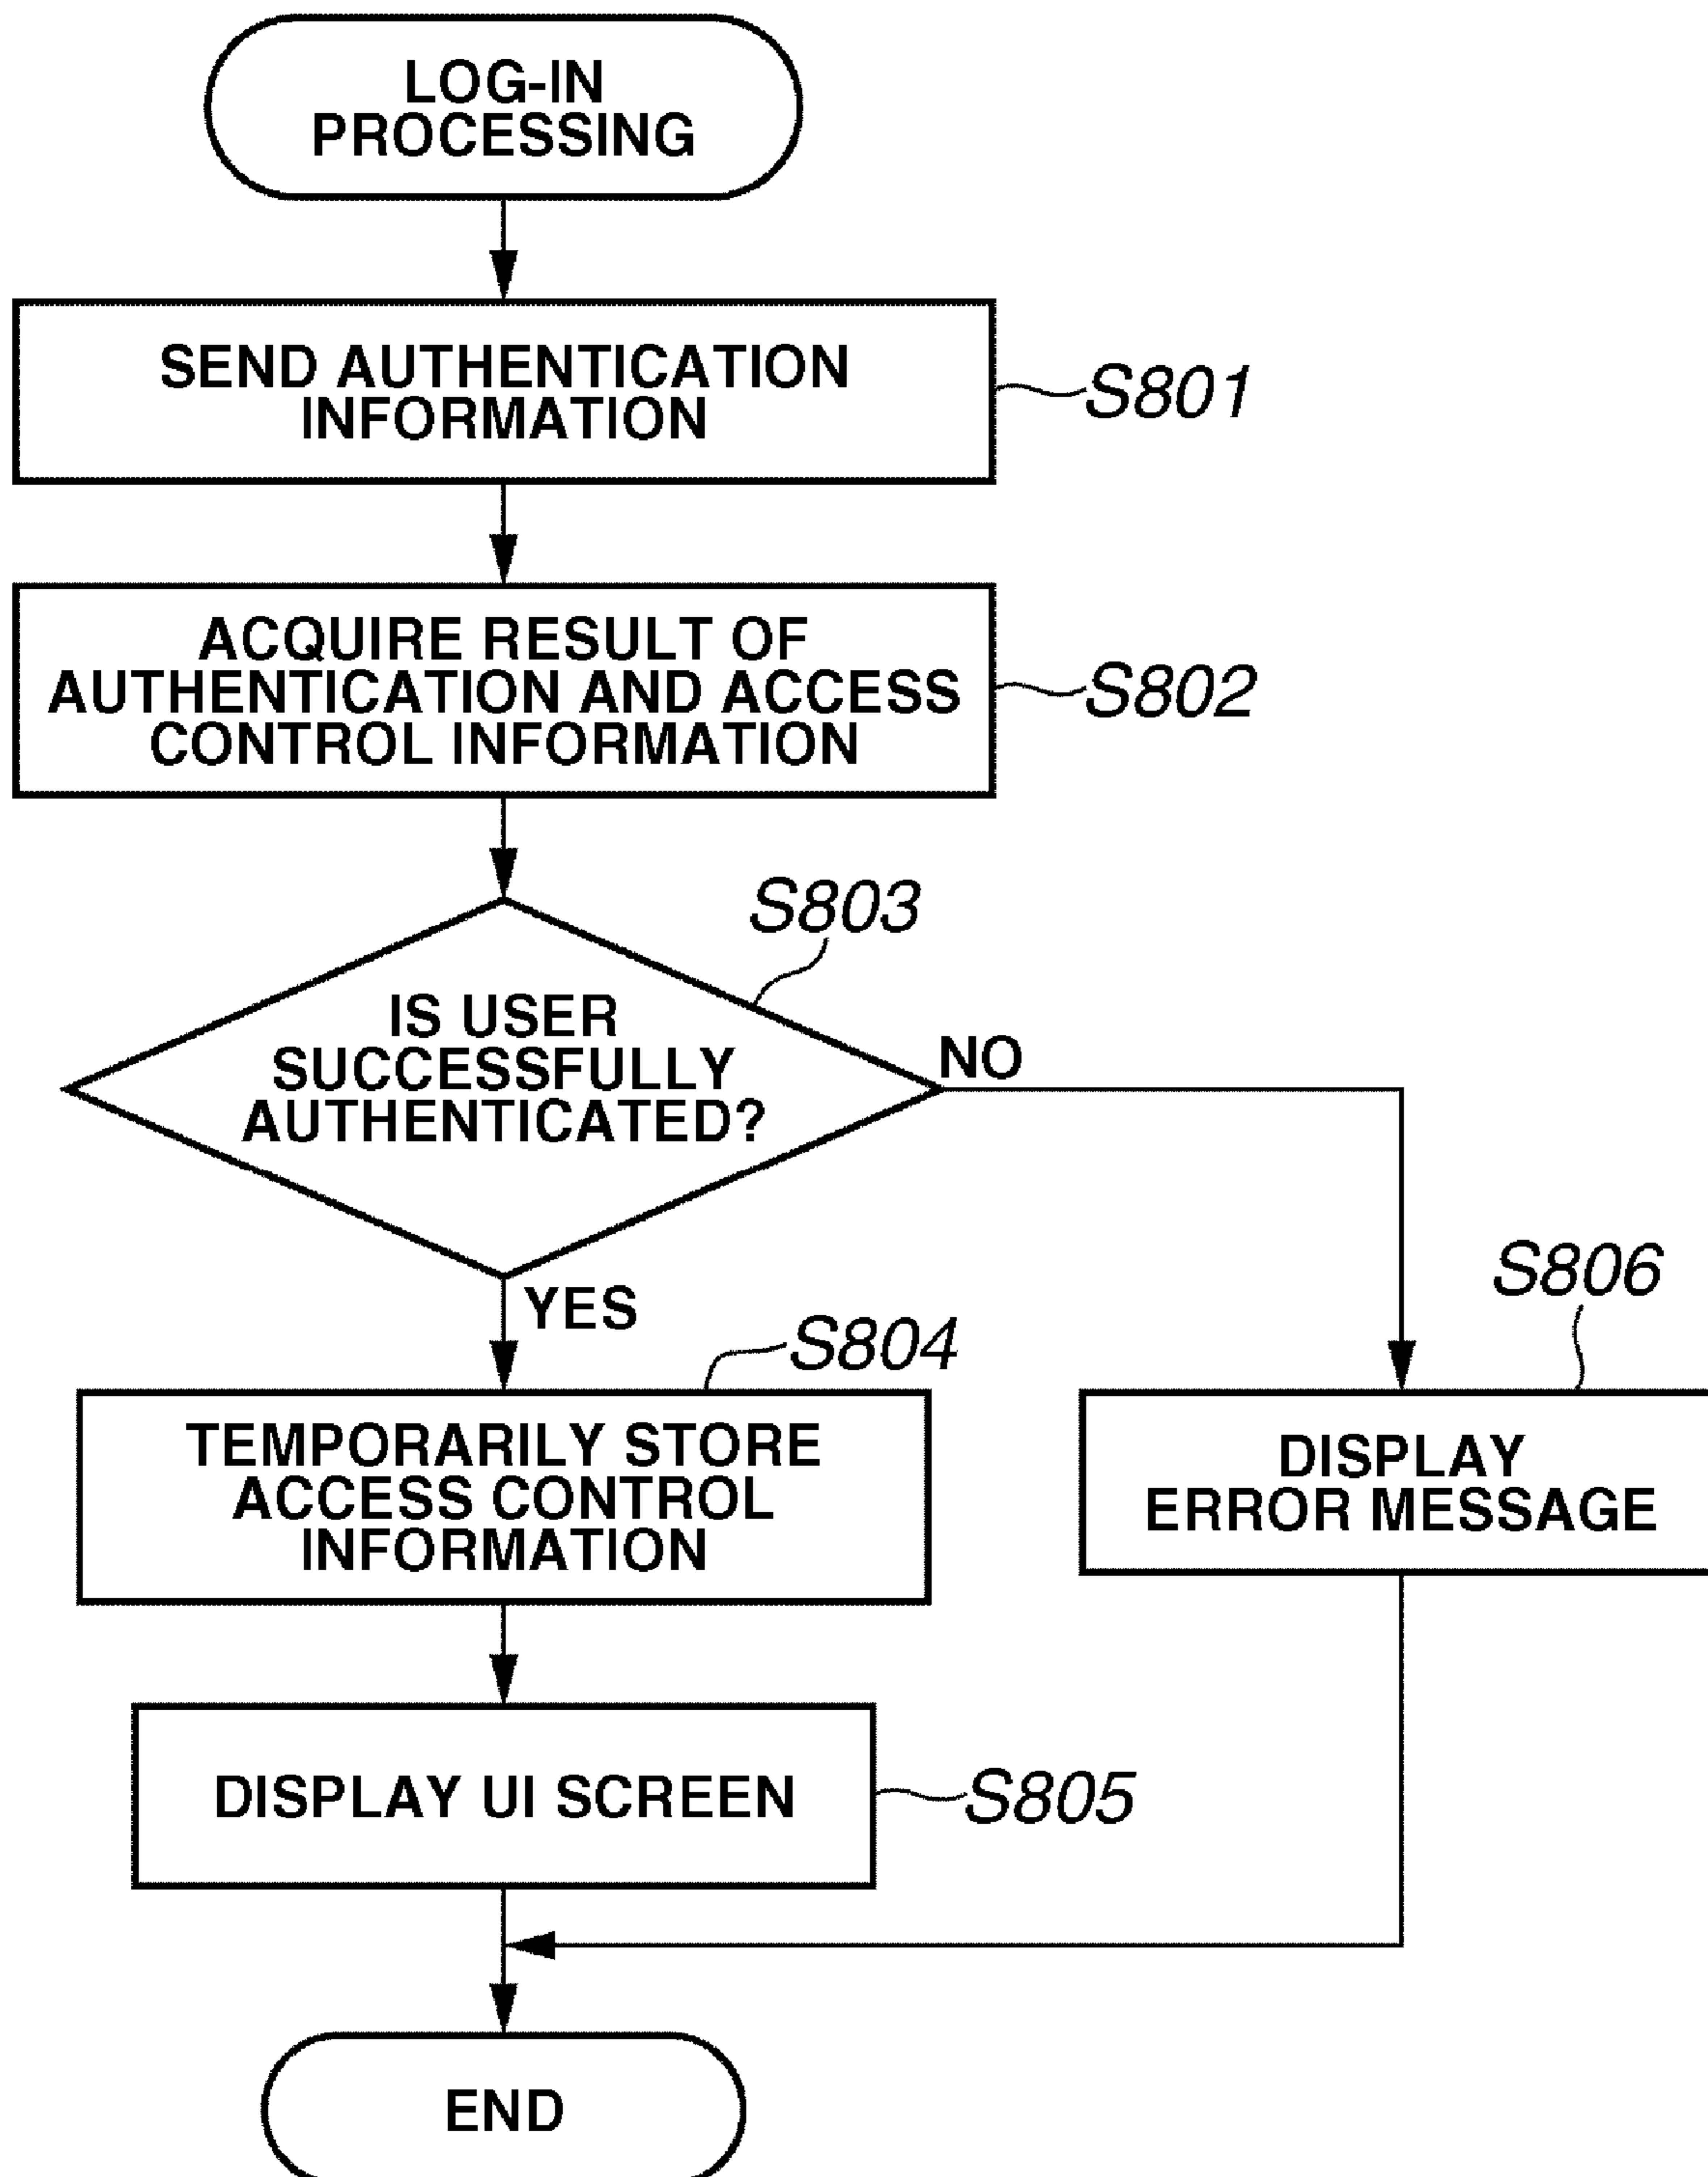 LOG-IN
PROCESSING
SEND AUTHENTICATION
INFORMATION
S801
ACQUIRE RESULT OF
AUTHENTICATION AND ACCESS
CONTROL INFORMATION
S802
S803
IS USER
SUCCESSFULLY
AUTHENTICATED?
NO
YES
S804
S806
TEMPORARILY STORE
ACCESS CONTROL
INFORMATION
DISPLAY
ERROR MESSAGE
DISPLAY UI SCREEN
S805
END